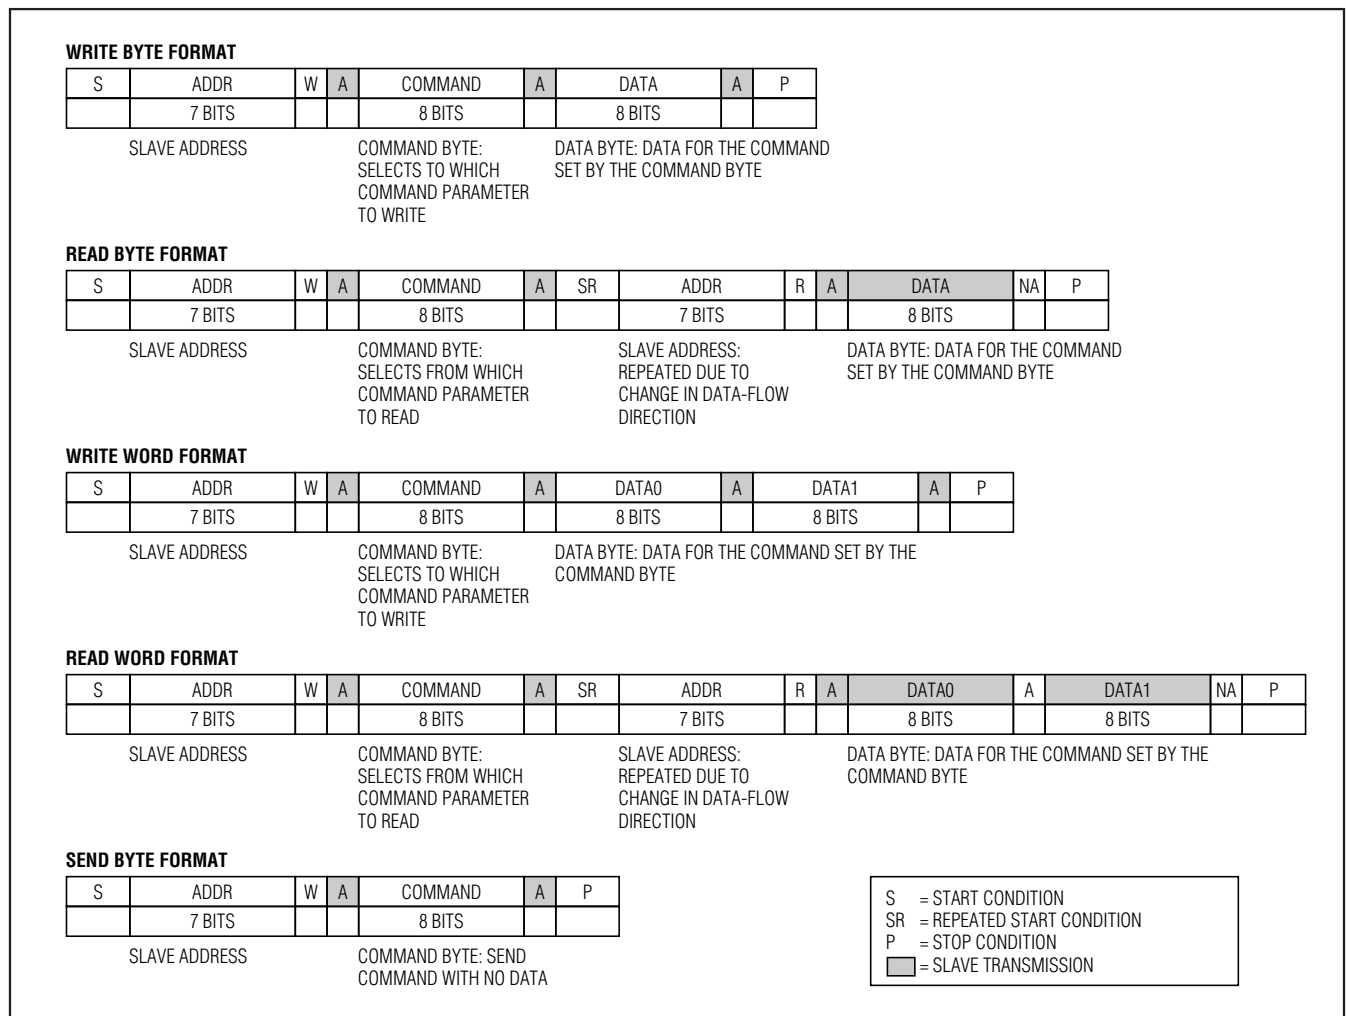 WRITE BYTE FORMAT
S ADDR W A COMMAND A DATA A P
7 BITS 8 BITS 8 BITS
SLAVE ADDRESS COMMAND BYTE: DATA BYTE: DATA FOR THE COMMAND
SELECTS TO WHICH SET BY THE COMMAND BYTE
COMMAND PARAMETER
TO WRITE
READ BYTE FORMAT
S ADDR W A COMMAND A SR ADDR R A DATA NA P
7 BITS 8 BITS 7 BITS 8 BITS
SLAVE ADDRESS COMMAND BYTE: SLAVE ADDRESS: DATA BYTE: DATA FOR THE COMMAND
SELECTS FROM WHICH REPEATED DUE TO SET BY THE COMMAND BYTE
COMMAND PARAMETER CHANGE IN DATA-FLOW
TO READ DIRECTION
WRITE WORD FORMAT
S ADDR W A COMMAND A DATA0 A DATA1 A P
7 BITS 8 BITS 8 BITS 8 BITS
SLAVE ADDRESS COMMAND BYTE: DATA BYTE: DATA FOR THE COMMAND SET BY THE
SELECTS TO WHICH COMMAND BYTE
COMMAND PARAMETER
TO WRITE
READ WORD FORMAT
S ADDR W A COMMAND A SR ADDR R A DATA0 A DATA1 NA P
7 BITS 8 BITS 7 BITS 8 BITS 8 BITS
SLAVE ADDRESS COMMAND BYTE: SLAVE ADDRESS: DATA BYTE: DATA FOR THE COMMAND SET BY THE
SELECTS FROM WHICH REPEATED DUE TO COMMAND BYTE
COMMAND PARAMETER CHANGE IN DATA-FLOW
TO READ DIRECTION
SEND BYTE FORMAT
S ADDR W A COMMAND A P
7 BITS 8 BITS
SLAVE ADDRESS COMMAND BYTE: SEND
COMMAND WITH NO DATA
S = START CONDITION
SR = REPEATED START CONDITION
P = STOP CONDITION
= SLAVE TRANSMISSION